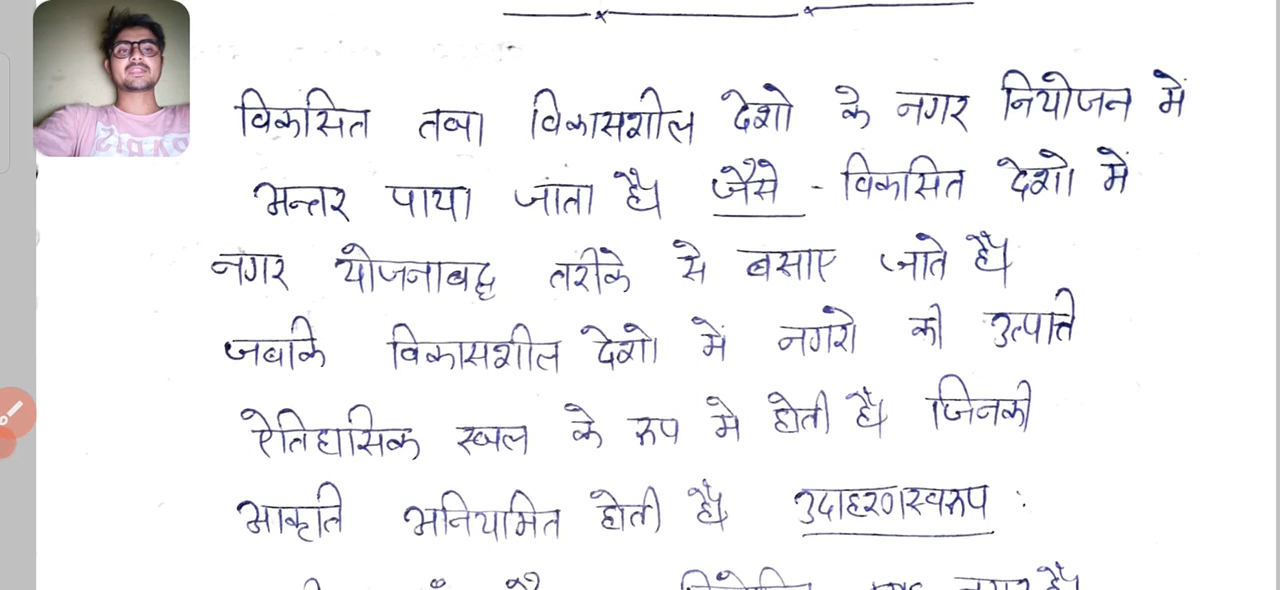 विकसित तथा विकासशील देशो के नगर नियोजन में
अन्तर पाया जाता है। जैसे - विकसित देशो में
नगर योजनाबद्ध तरीके से बसाए जाते है।
जबकि विकासशील देशो में नगरो की उत्पत्ति
ऐतिहासिक स्थल के रूप मे होती है। जिनकी
आकृति अनियमित होती है। उदाहरणस्वरूप :
नगर है।